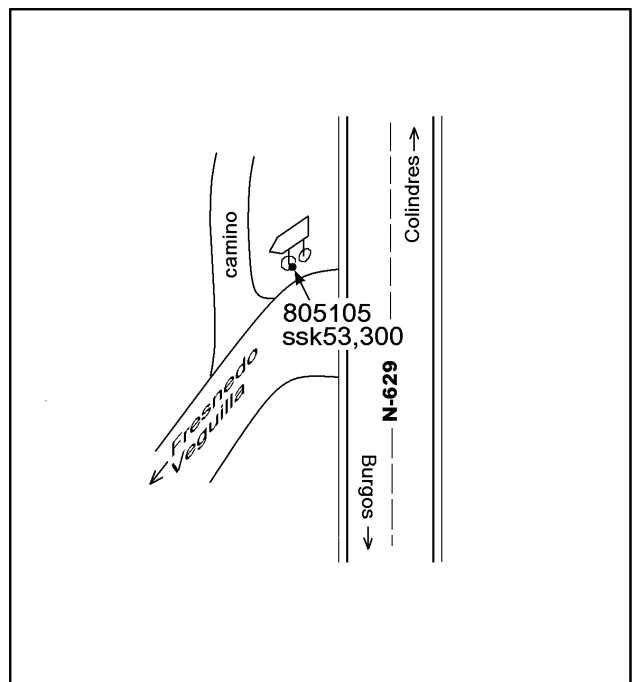 Colindres
camino
805105
ssk53,300
N-629
Fresnedo
Veguilla
Burgos